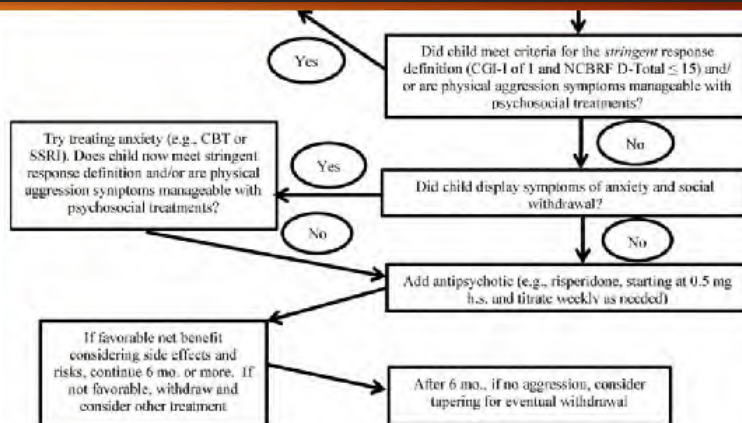 Yes
Did child meet criteria for the stringent response
definition (CGI-I of 1 and NCBRF D-Total ≤ 15) and/
or are physical aggression symptoms manageable with
psychosocial treatments?
No
Try treating anxiety (e.g., CBT or
SSRI). Does child now meet stringent
response definition and/or are physical
aggression symptoms manageable with
psychosocial treatments?
Yes
Did child display symptoms of anxiety and social
withdrawal?
No
No
Add antipsychotic (e.g., risperidone, starting at 0.5 mg
h.s. and titrate weekly as needed)
If favorable net benefit
considering side effects and
risks, continue 6 mo. or more. If
not favorable, withdraw and
consider other treatment
After 6 mo., if no aggression, consider
tapering for eventual withdrawal